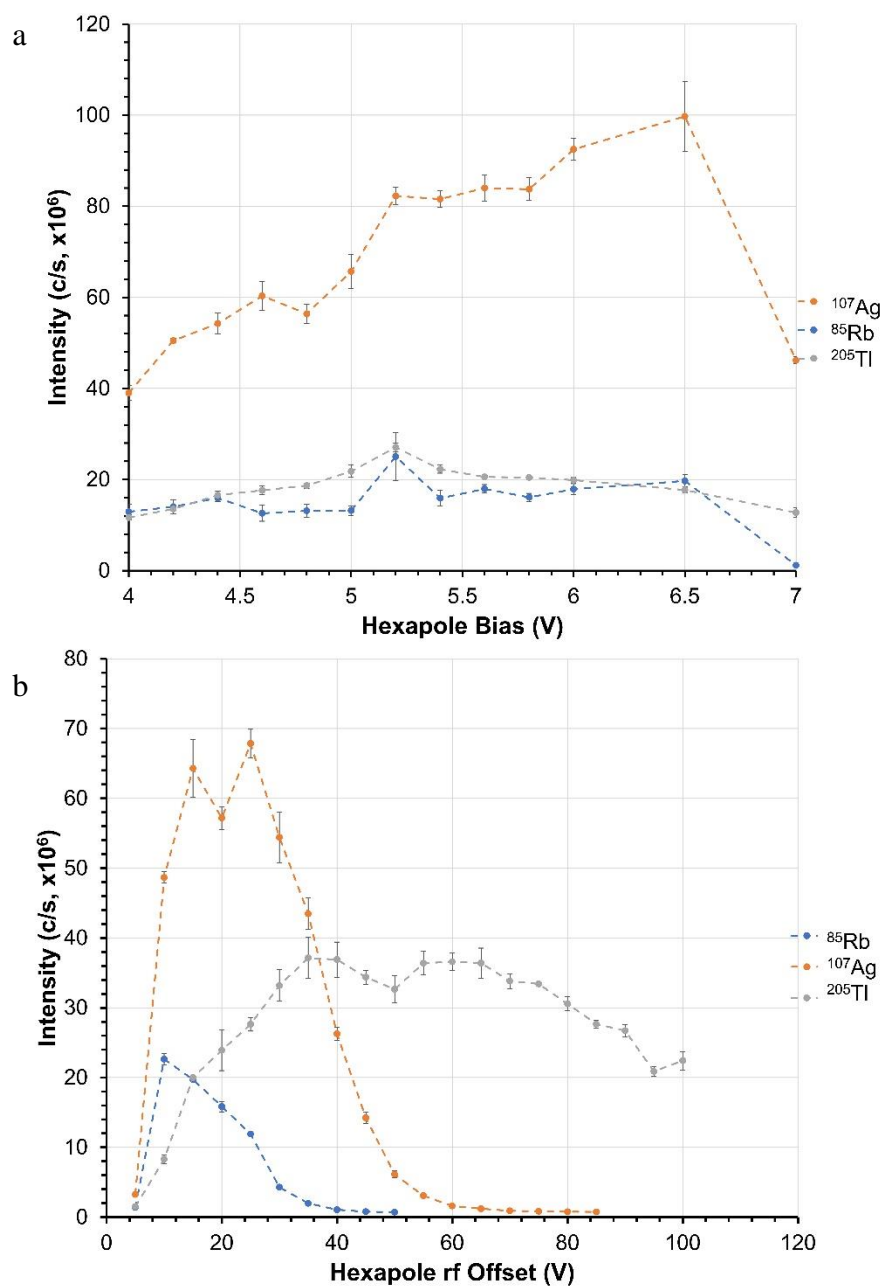 a
120
100
80
60
40
20
0
Intensity (c/s, x10⁶)
4 4.5 5 5.5 6 6.5 7
Hexapole Bias (V)
¹⁰⁷Ag
⁸⁵Rb
²⁰⁵Tl
b
80
70
60
50
40
30
20
10
0
Intensity (c/s, x10⁶)
0 20 40 60 80 100 120
Hexapole rf Offset (V)
⁸⁵Rb
¹⁰⁷Ag
²⁰⁵Tl